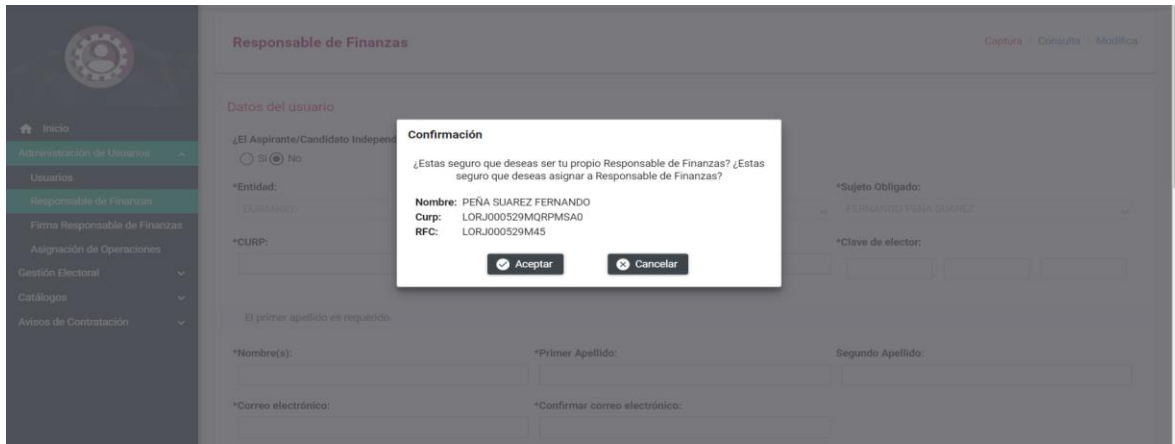 Responsable de Finanzas
Captura / Consulta / Modifica
Datos del usuario
Inicio
Administración de Usuarios
Usuarios
Responsable de Finanzas
Firma Responsable de Finanzas
Asignación de Operaciones
Gestión Electoral
Catálogos
Avisos de Contratación
¿El Aspirante/Candidato Independ
Si No
*Entidad:
*Sujeto Obligado:
DURANGO
FERNANDO PEÑA SUAREZ
*CURP:
*Clave de elector:
Confirmación
¿Estas seguro que deseas ser tu propio Responsable de Finanzas? ¿Estas
seguro que deseas asignar a Responsable de Finanzas?
Nombre: PEÑA SUAREZ FERNANDO
Curp: LORJ000529MQRPMSA0
RFC: LORJ000529M45
Aceptar Cancelar
El primer apellido es requerido.
*Nombre(s):
*Primer Apellido:
Segundo Apellido:
*Correo electrónico:
*Confirmar correo electrónico: